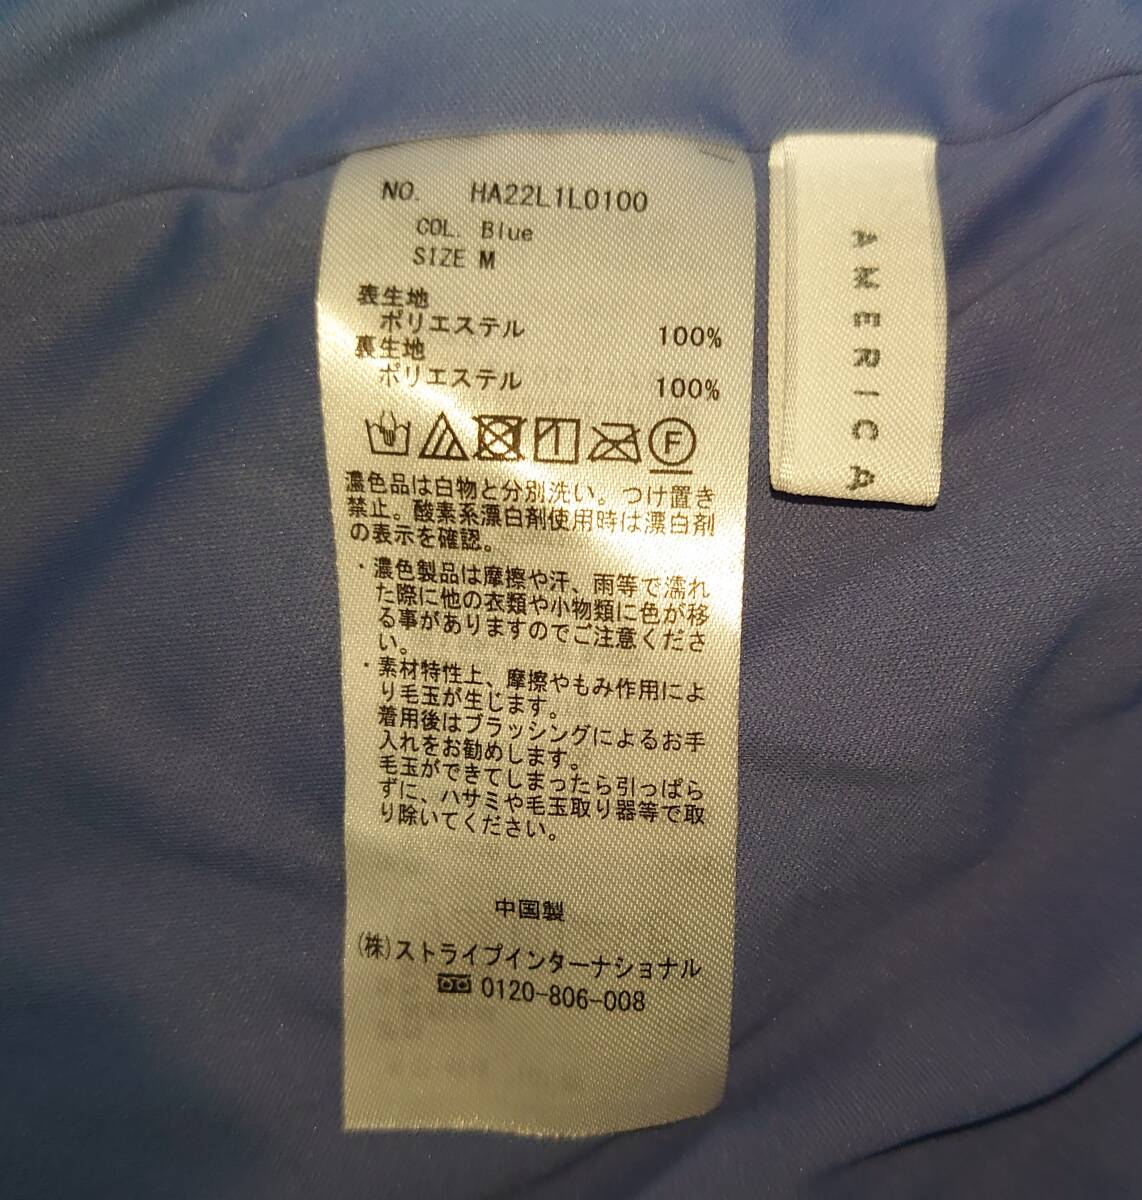 NO. HA22L1L0100
COL. Blue
SIZE M
表生地
ポリエステル 100%
裏生地
ポリエステル 100%
F
濃色品は白物と分別洗い。つけ置き
禁止。酸素系漂白剤使用時は漂白剤
の表示を確認。
・濃色製品は摩擦や汗、雨等で濡れ
た際に他の衣類や小物類に色が移
る事がありますのでご注意くださ
い。
・素材特性上、摩擦やもみ作用によ
り毛玉が生じます。
着用後はブラッシングによるお手
入れをお勧めします。
毛玉ができてしまったら引っぱら
ずに、ハサミや毛玉取り器等で取
り除いてください。
中国製
(株)ストライプインターナショナル
0120-806-008
AMERICA